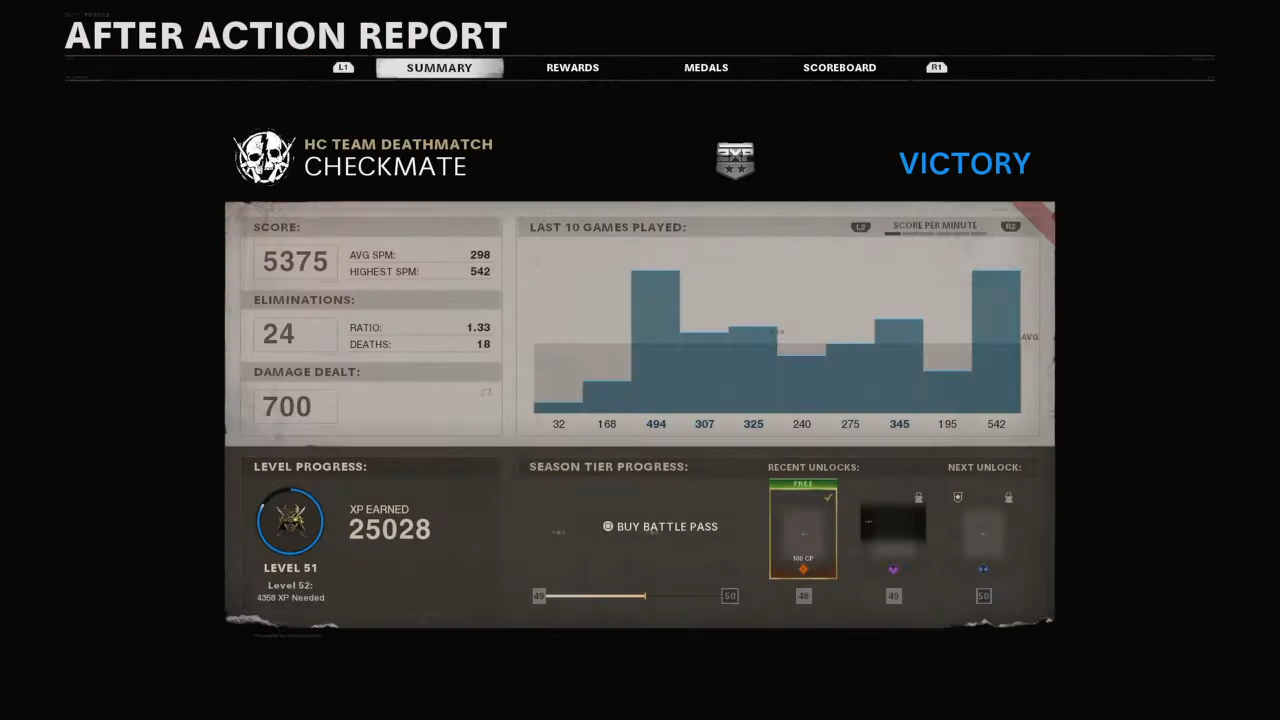 AFTER ACTION REPORT
L1 SUMMARY REWARDS MEDALS SCOREBOARD R1
HC TEAM DEATHMATCH
CHECKMATE
2XP
VICTORY
SCORE:
5375
AVG SPM: 298
HIGHEST SPM: 542
ELIMINATIONS:
24
RATIO: 1.33
DEATHS: 18
DAMAGE DEALT:
700
LAST 10 GAMES PLAYED:
L2 SCORE PER MINUTE R2
AVG
32 168 494 307 325 240 275 345 195 542
LEVEL PROGRESS:
XP EARNED
25028
LEVEL 51
Level 52:
4358 XP Needed
SEASON TIER PROGRESS:
BUY BATTLE PASS
49 50
RECENT UNLOCKS:
FREE
300 CP
48 49
NEXT UNLOCK:
50